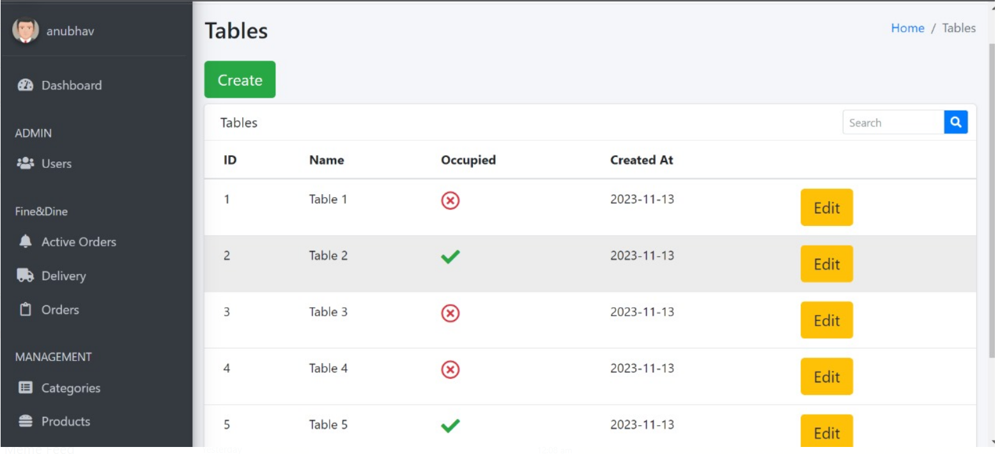 anubhav
Dashboard
ADMIN
Users
Fine&Dine
Active Orders
Delivery
Orders
MANAGEMENT
Categories
Products
Tables
Home / Tables
Create
Tables
Search
ID Name Occupied Created At
1 Table 1 2023-11-13 Edit
2 Table 2 2023-11-13 Edit
3 Table 3 2023-11-13 Edit
4 Table 4 2023-11-13 Edit
5 Table 5 2023-11-13 Edit
Meme Feed